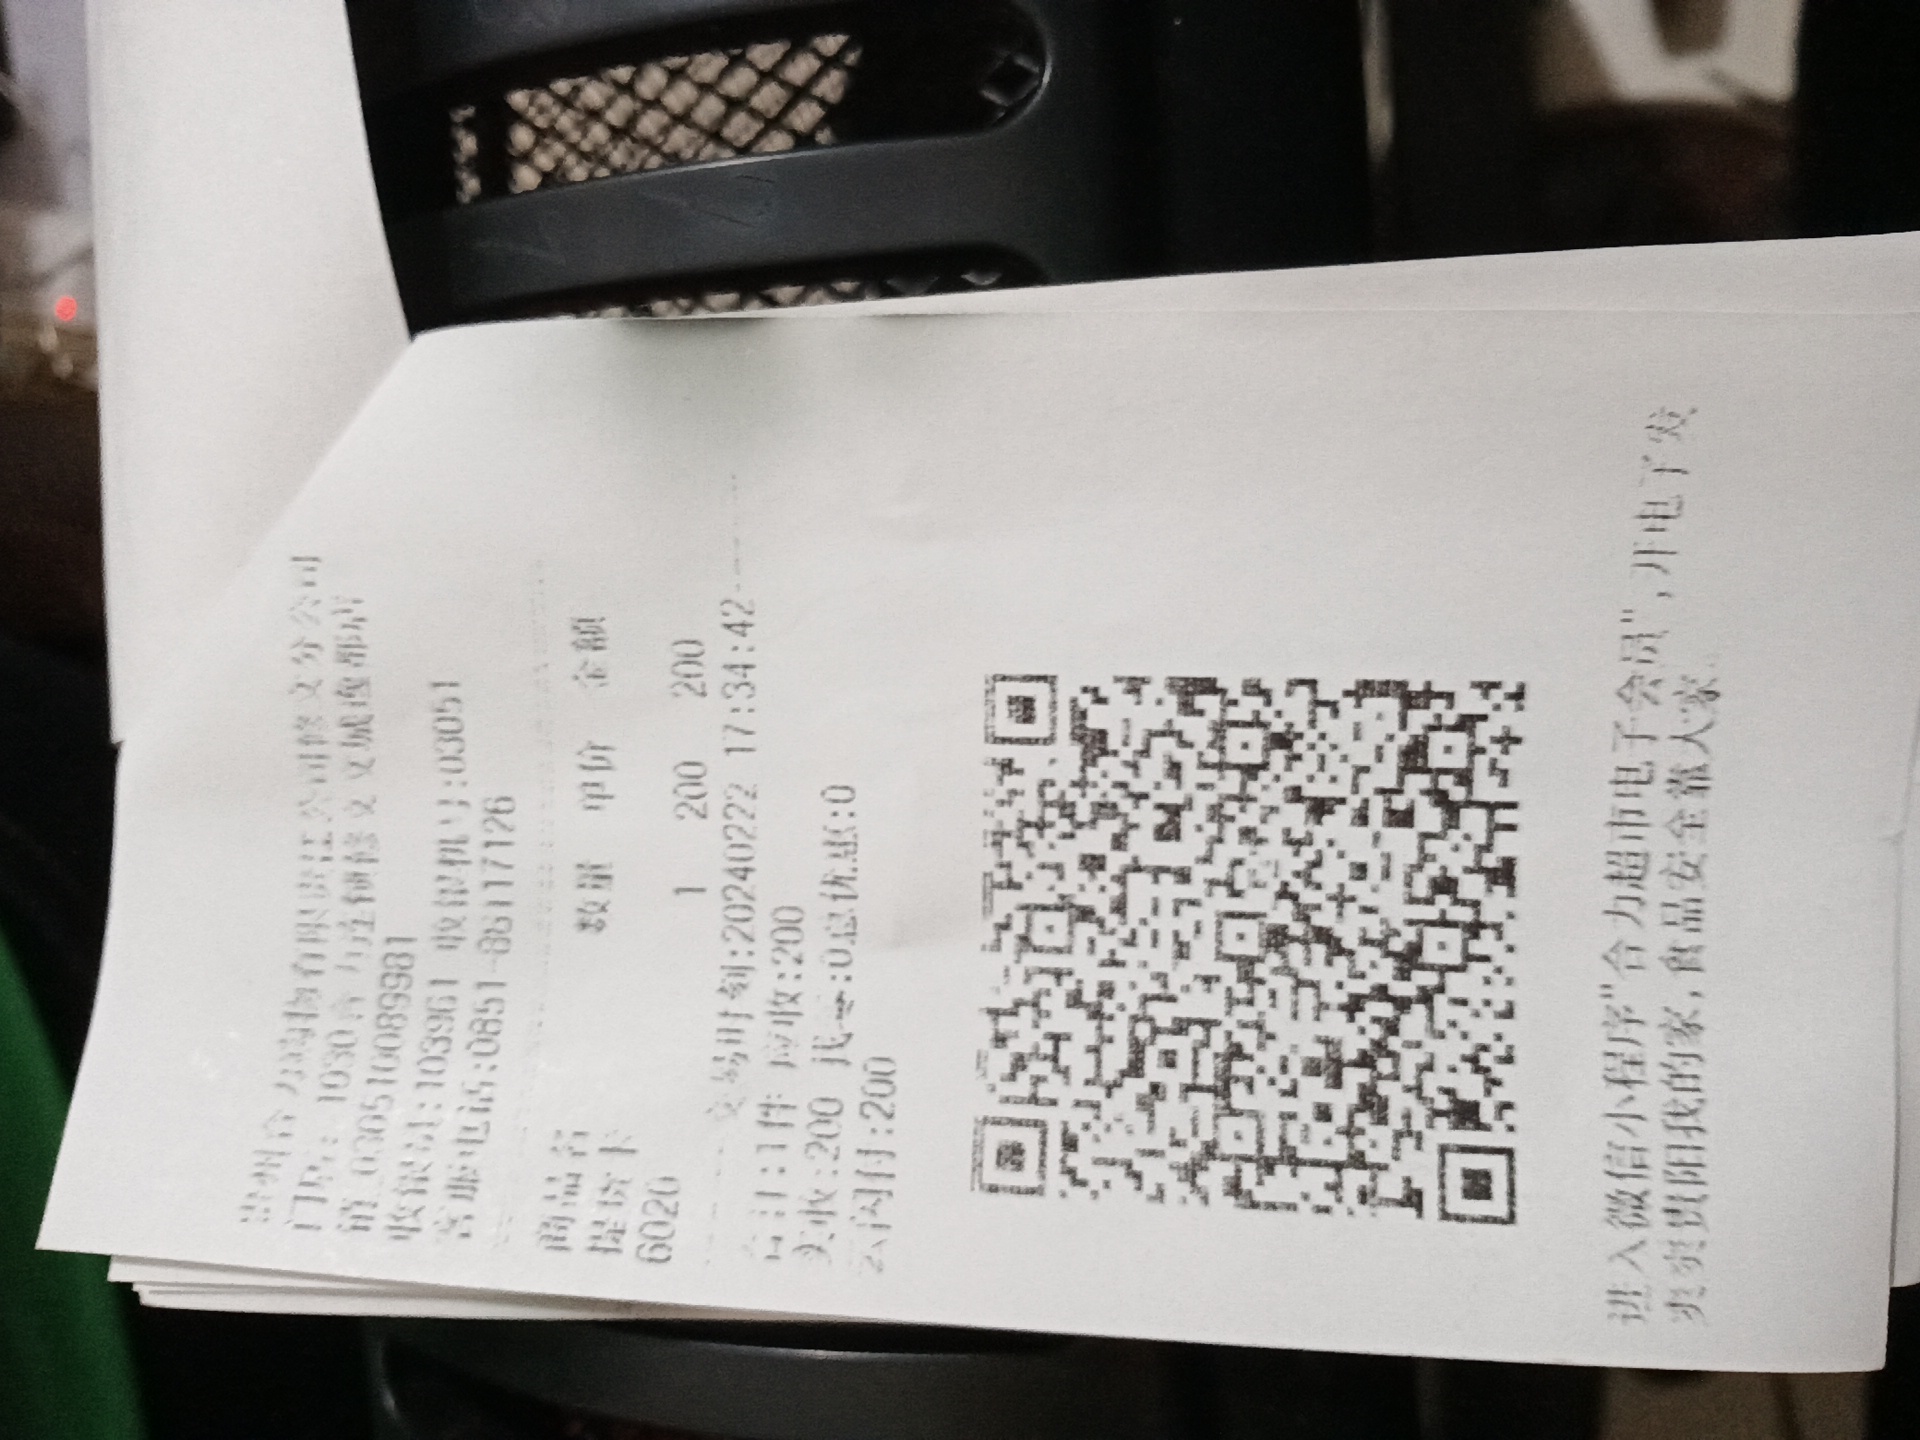 贵州合力购物有限责任公司修文分公司
门店: 1030合力连锁修文文城逸都店
销 030510089981
收银员:103961 收银机号:03051
客服电话:0851-86117126
商品名 数量 单价 金额
提货卡
6020 1 200 200
交易时刻:20240222 17:34:42
合计:1件 应收:200
实收:200 找零:0总优惠:0
云闪付:200
进入微信小程序"合力超市电子会员",开电子发
爽爽贵阳我的家,食品安全靠大家。